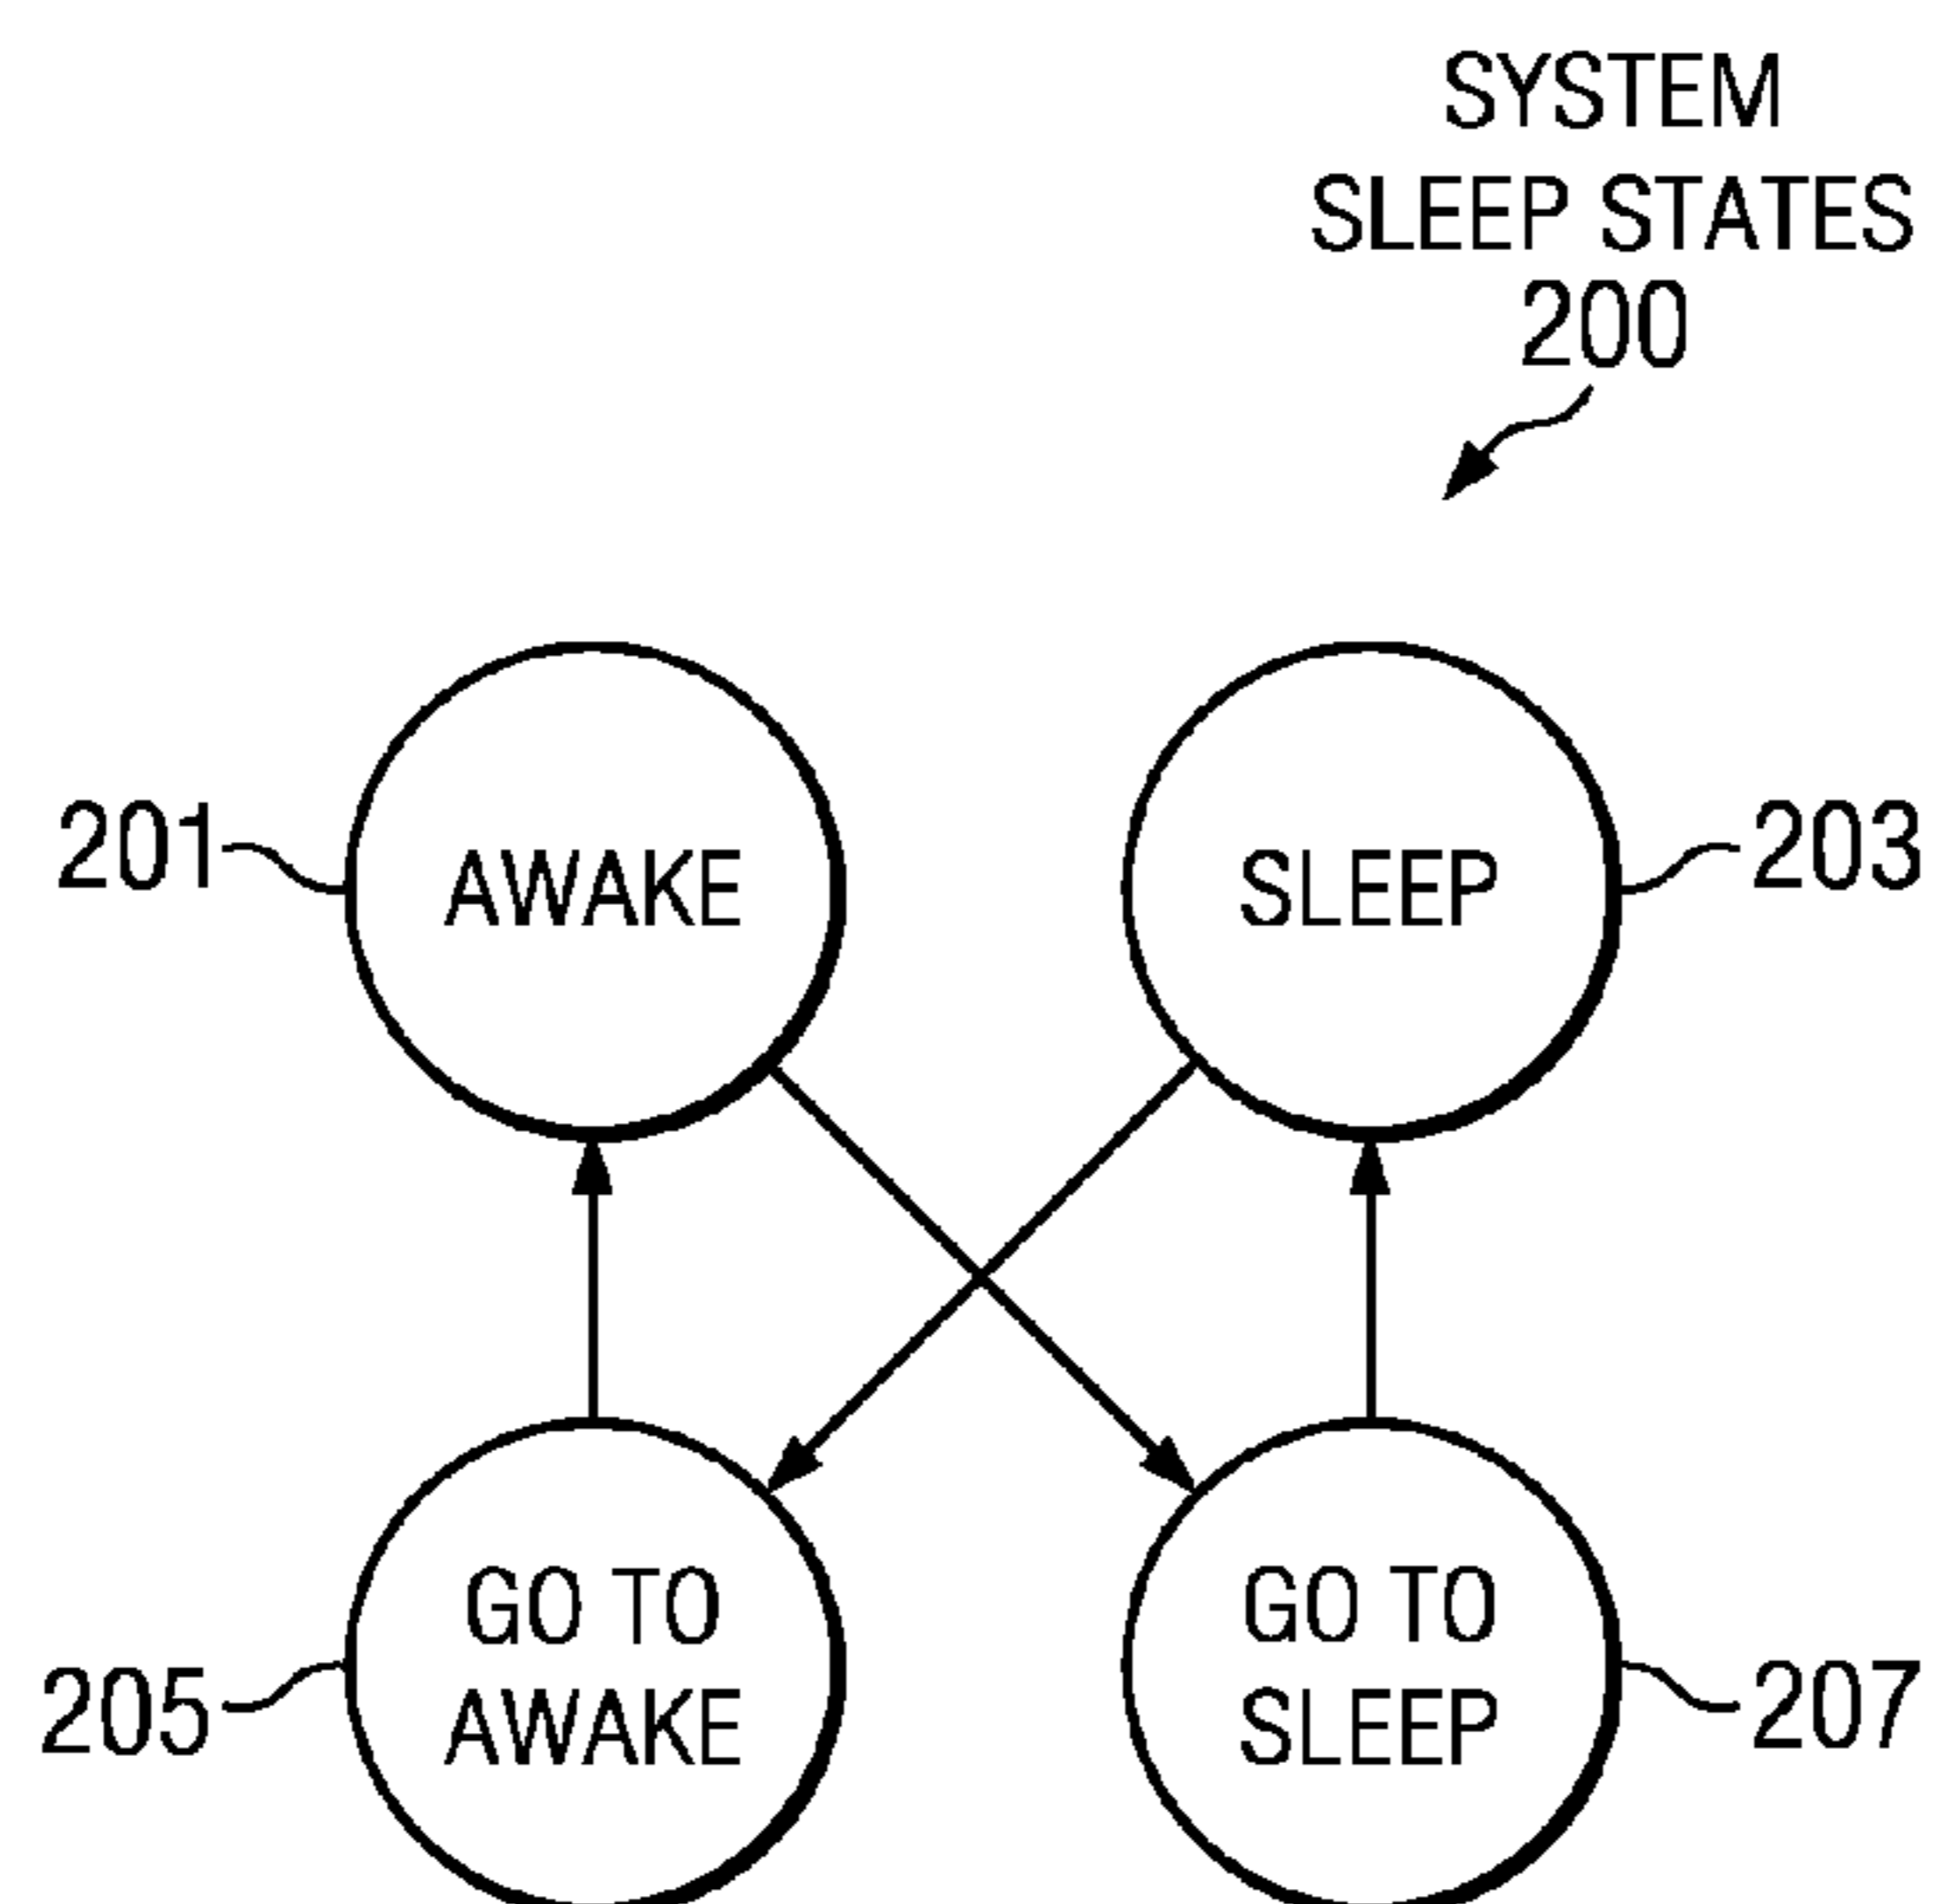 SYSTEM
SLEEP STATES
200
201
AWAKE
SLEEP
203
GO TO
AWAKE
205
GO TO
SLEEP
207